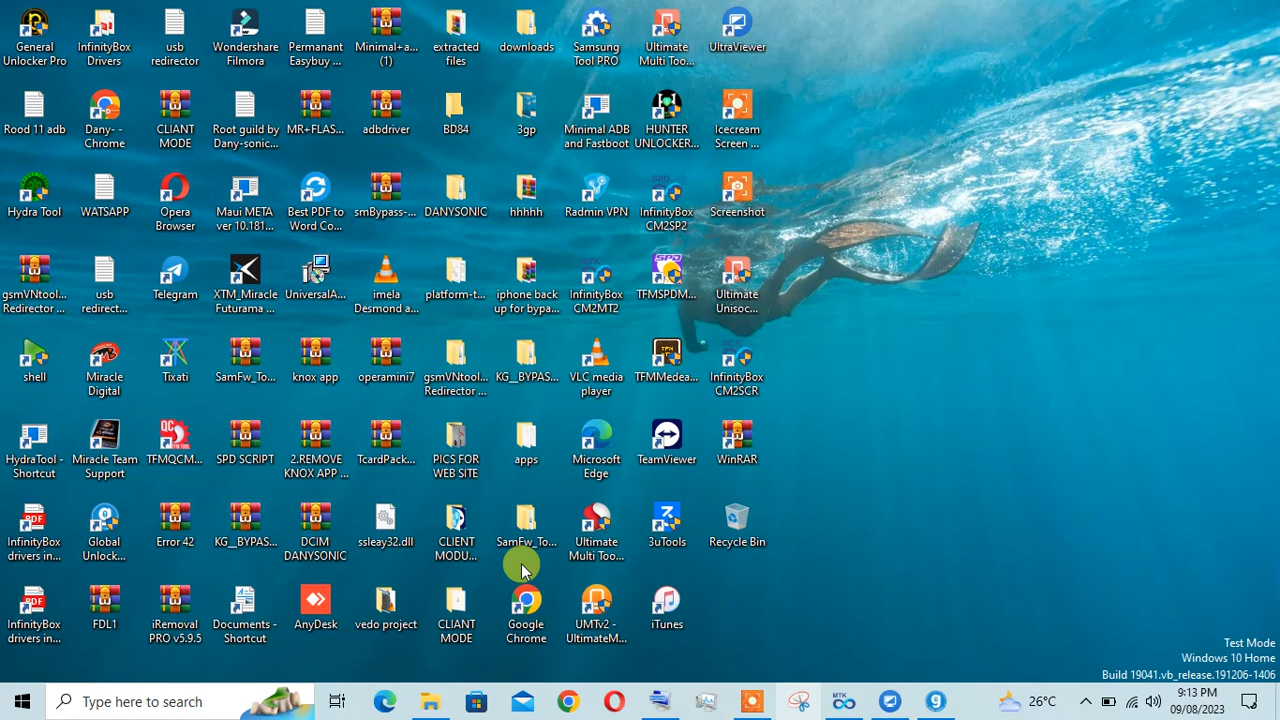 General
Unlocker Pro
InfinityBox
Drivers
usb
redirector
Wondershare
Filmora
Permanant
Easybuy ...
Minimal+a...
(1)
extracted
files
downloads
Samsung
Tool PRO
Ultimate
Multi Too...
UltraViewer
Rood 11 adb
Dany- -
Chrome
CLIANT
MODE
Root guild by
Dany-sonic...
MR+FLAS...
adbdriver
BD84
3gp
Minimal ADB
and Fastboot
HUNTER
UNLOCKER...
Icecream
Screen ...
Hydra Tool
WATSAPP
Opera
Browser
Maui META
ver 10.181...
Best PDF to
Word Co...
smBypass-...
DANYSONIC
hhhhh
Radmin VPN
InfinityBox
CM2SP2
Screenshot
gsmVNtool...
Redirector ...
usb
redirect...
Telegram
XTM_Miracle
Futurama ...
UniversalA...
imela
Desmond a...
platform-t...
iphone back
up for bypa...
InfinityBox
CM2MT2
SPD
TFMSPDM...
Ultimate
Unisoc...
shell
Miracle
Digital
Tixati
SamFw_To...
knox app
operamini7
gsmVNtool...
Redirector ...
KG__BYPAS...
VLC media
player
TFM
TFMMedea...
SCR
InfinityBox
CM2SCR
HydraTool -
Shortcut
Miracle Team
Support
QC
TFMQCM...
SPD SCRIPT
2.REMOVE
KNOX APP ...
TcardPack...
PICS FOR
WEB SITE
apps
Microsoft
Edge
TeamViewer
WinRAR
PDF
InfinityBox
drivers in...
Global
Unlock...
Error 42
KG__BYPAS...
DCIM
DANYSONIC
ssleay32.dll
CLIENT
MODU...
SamFw_To...
Ultimate
Multi Too...
3uTools
Recycle Bin
PDF
InfinityBox
drivers in...
FDL1
iRemoval
PRO v5.9.5
Documents -
Shortcut
AnyDesk
vedo project
CLIANT
MODE
Google
Chrome
UMTv2 -
UltimateM...
iTunes
Test Mode
Windows 10 Home
Build 19041.vb_release.191206-1406
Type here to search
MTK
26°C
9:13 PM
09/08/2023